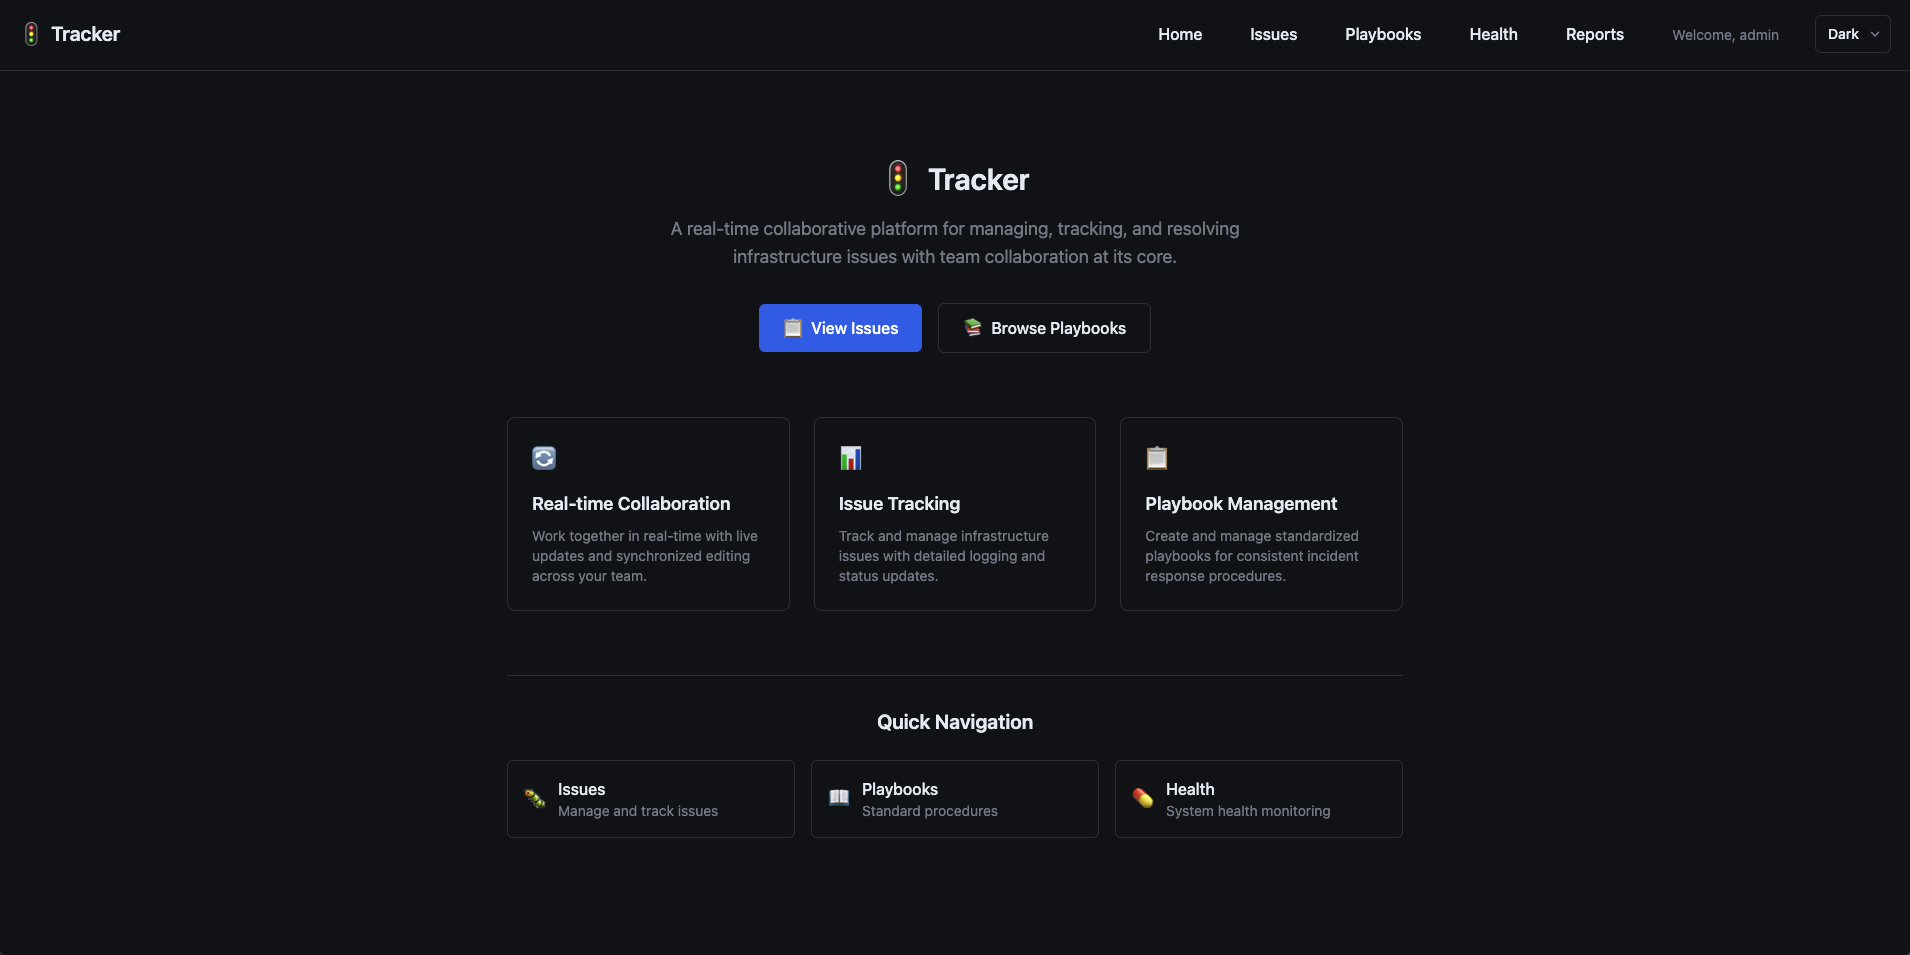 Tracker
Home
Issues
Playbooks
Health
Reports
Welcome, admin
Dark
Tracker
A real-time collaborative platform for managing, tracking, and resolving
infrastructure issues with team collaboration at its core.
View Issues
Browse Playbooks
Real-time Collaboration
Work together in real-time with live
updates and synchronized editing
across your team.
Issue Tracking
Track and manage infrastructure
issues with detailed logging and
status updates.
Playbook Management
Create and manage standardized
playbooks for consistent incident
response procedures.
Quick Navigation
Issues
Manage and track issues
Playbooks
Standard procedures
Health
System health monitoring